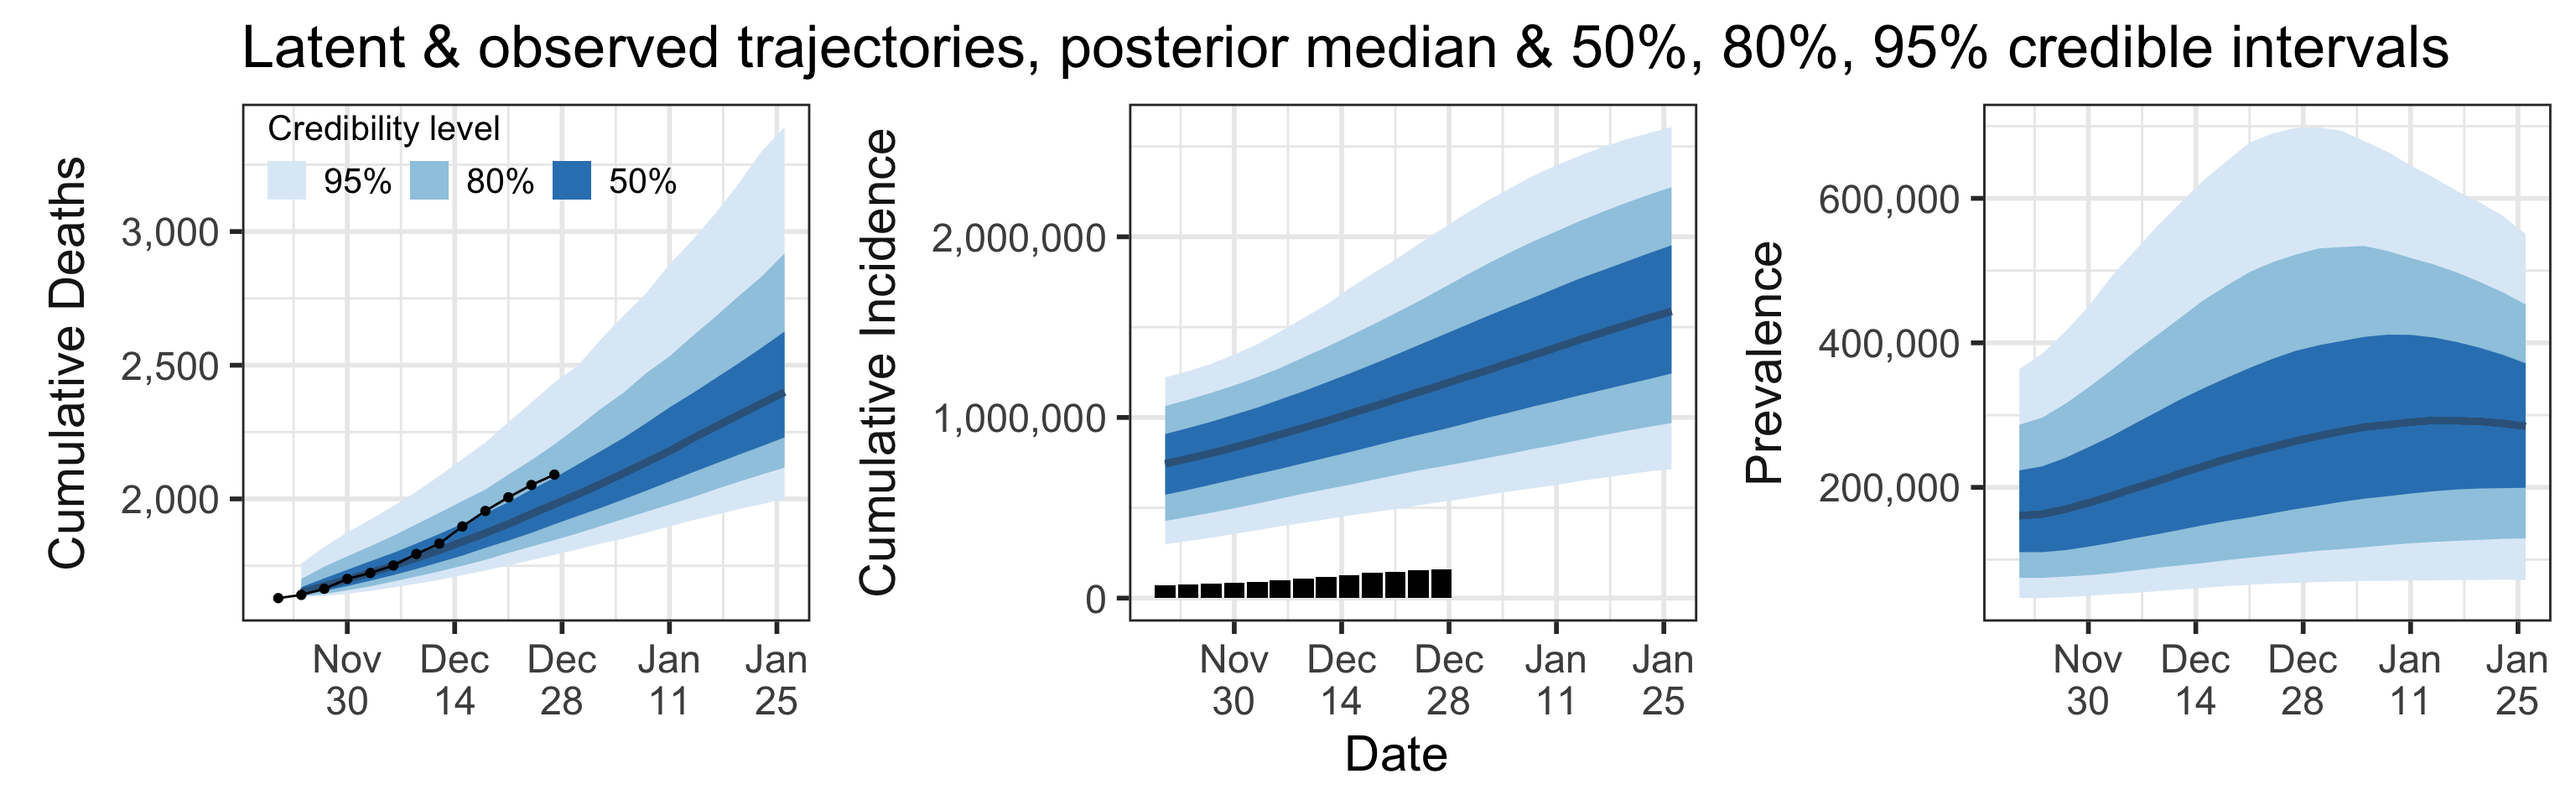 Latent & observed trajectories, posterior median & 50%, 80%, 95% credible intervals
Cumulative Deaths
Credibility level
95% 80% 50%
3,000
2,500
2,000
Nov Dec Dec Jan Jan
30 14 28 11 25
Cumulative Incidence
2,000,000
1,000,000
0
Nov Dec Dec Jan Jan
30 14 28 11 25
Prevalence
600,000
400,000
200,000
Nov Dec Dec Jan Jan
30 14 28 11 25
Date